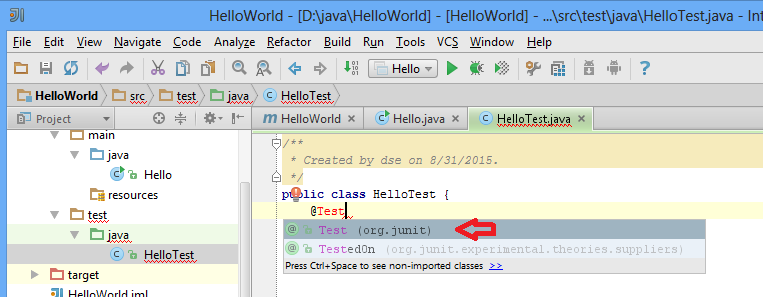 HelloWorld - [D:\java\HelloWorld] - [HelloWorld] - ...\src\test\java\HelloTest.java - Int
File Edit View Navigate Code Analyze Refactor Build Run Tools VCS Window Help
Hello
HelloWorld src test java HelloTest
Project
HelloWorld Hello.java HelloTest.java
main
java
Hello
resources
test
java
HelloTest
target
HelloWorld.iml
/**
* Created by dse on 8/31/2015.
*/
public class HelloTest {
@Test
Test (org.junit)
TestedOn (org.junit.experimental.theories.suppliers)
Press Ctrl+Space to see non-imported classes >>